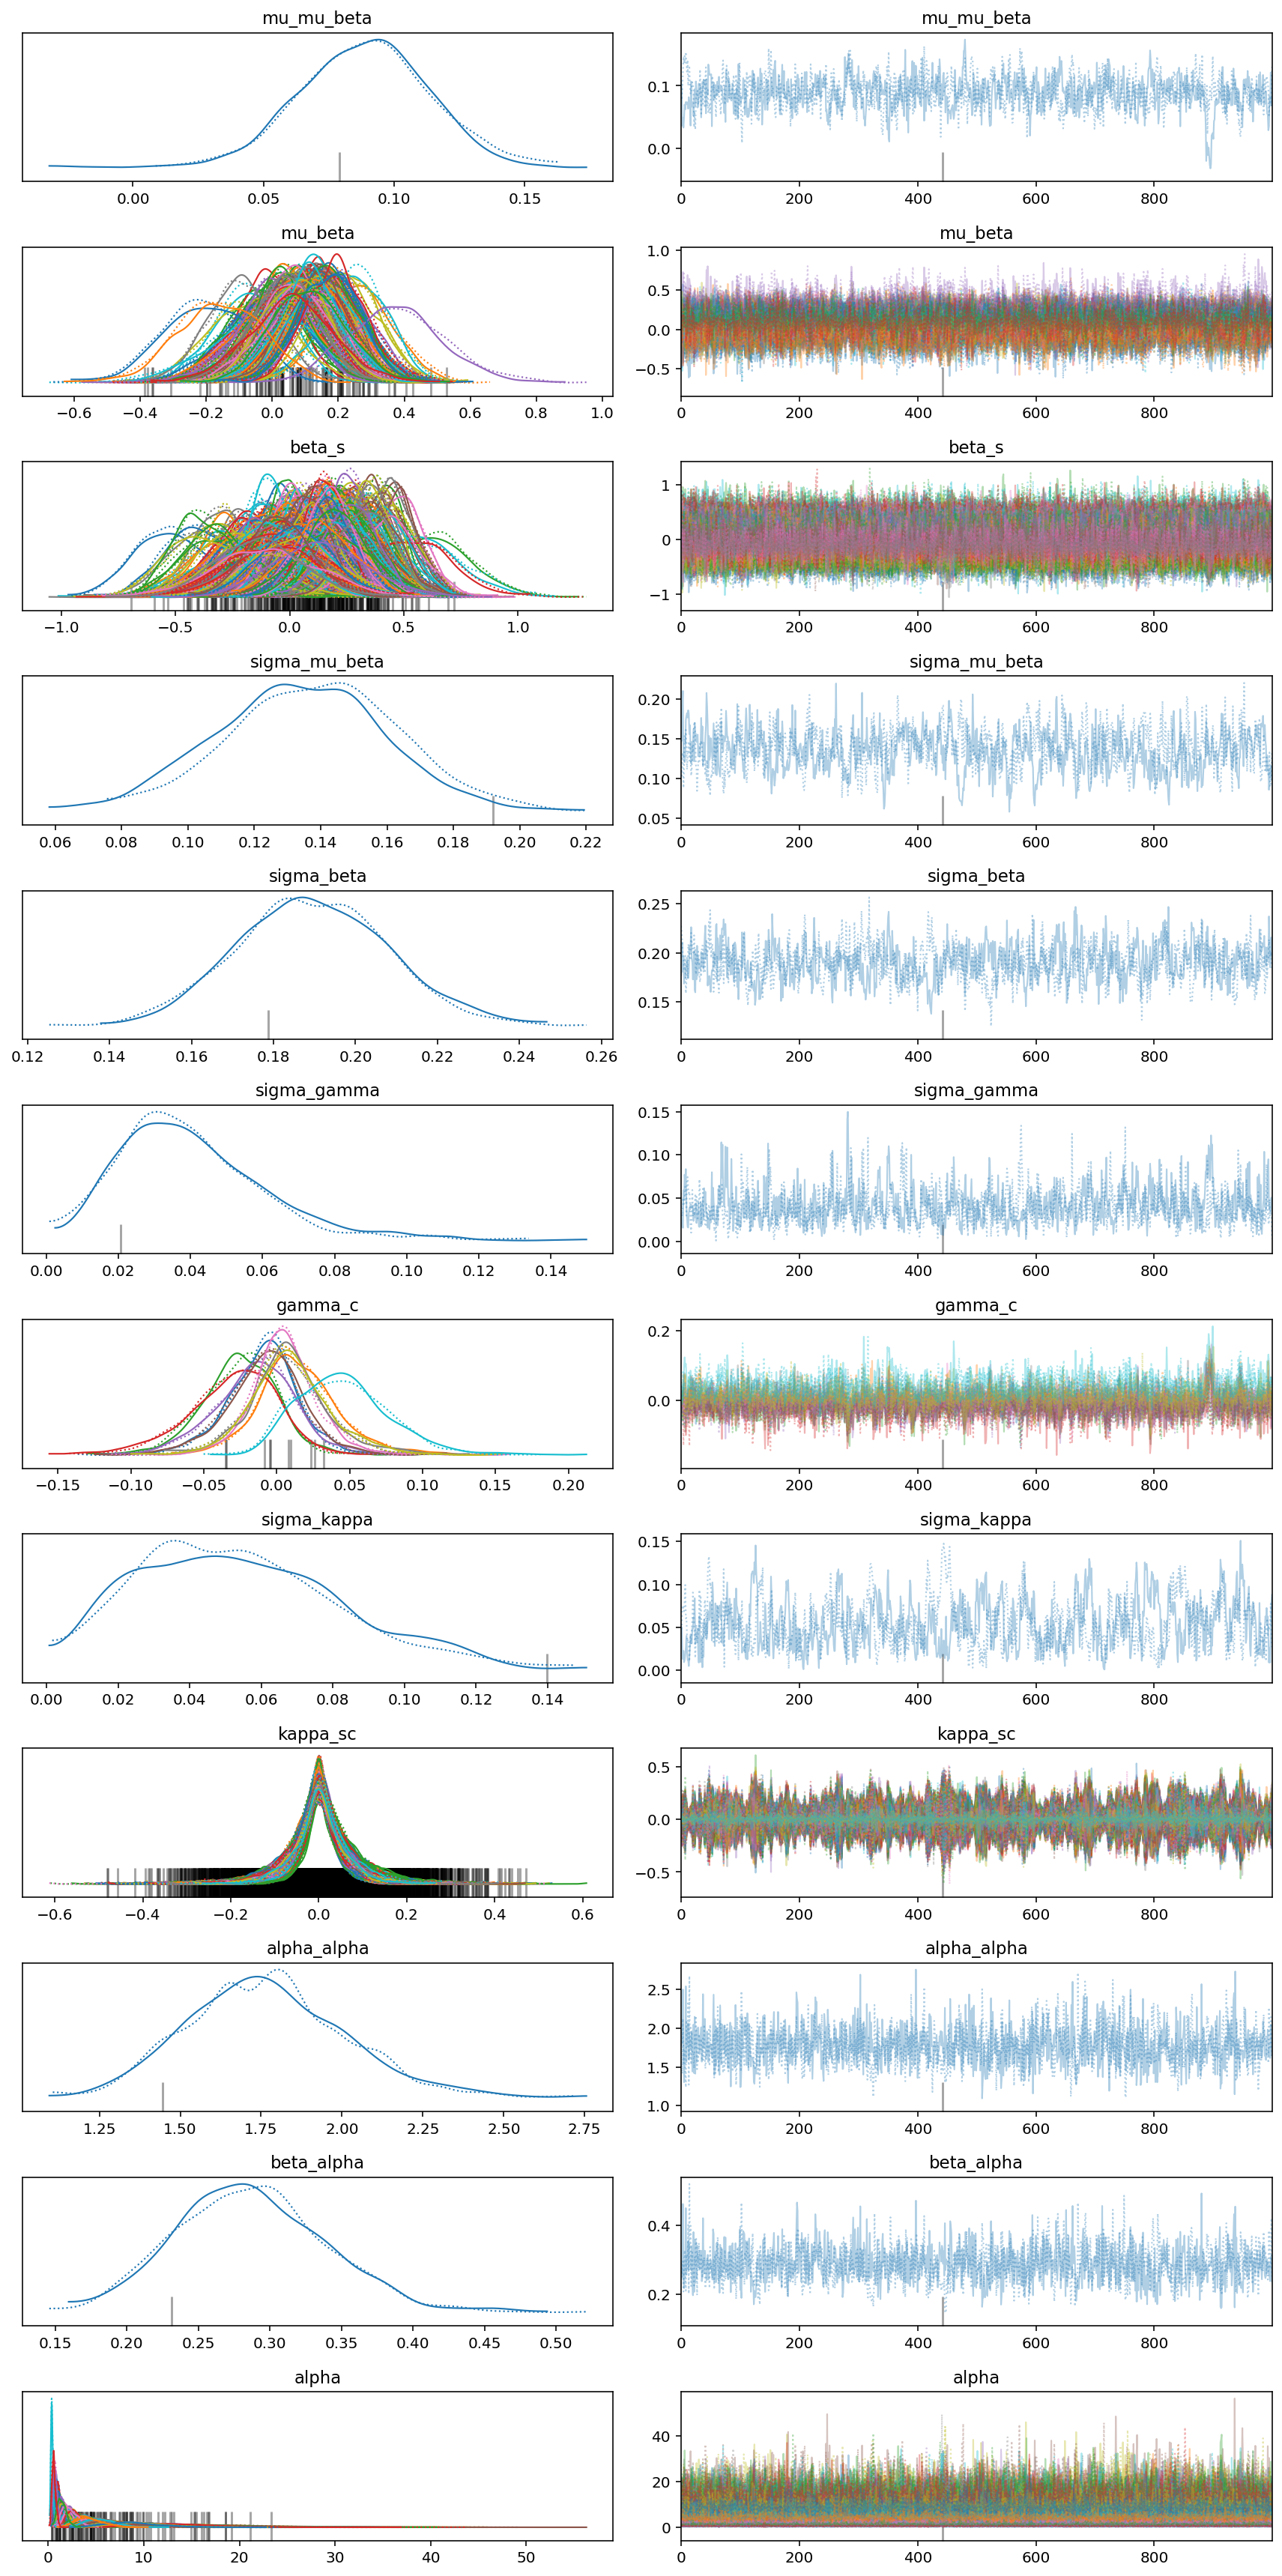 mu_mu_beta mu_mu_beta
0.1
0.0
0.00 0.05 0.10 0.15 0 200 400 600 800
mu_beta mu_beta
1.0
0.5
0.0
−0.5
−0.6 −0.4 −0.2 0.0 0.2 0.4 0.6 0.8 1.0 0 200 400 600 800
beta_s beta_s
1
0
−1
−1.0 −0.5 0.0 0.5 1.0 0 200 400 600 800
sigma_mu_beta sigma_mu_beta
0.20
0.15
0.10
0.05
0.06 0.08 0.10 0.12 0.14 0.16 0.18 0.20 0.22 0 200 400 600 800
sigma_beta sigma_beta
0.25
0.20
0.15
0.12 0.14 0.16 0.18 0.20 0.22 0.24 0.26 0 200 400 600 800
sigma_gamma sigma_gamma
0.15
0.10
0.05
0.00
0.00 0.02 0.04 0.06 0.08 0.10 0.12 0.14 0 200 400 600 800
gamma_c gamma_c
0.2
0.0
−0.15 −0.10 −0.05 0.00 0.05 0.10 0.15 0.20 0 200 400 600 800
sigma_kappa sigma_kappa
0.15
0.10
0.05
0.00
0.00 0.02 0.04 0.06 0.08 0.10 0.12 0.14 0 200 400 600 800
kappa_sc kappa_sc
0.5
0.0
−0.5
−0.6 −0.4 −0.2 0.0 0.2 0.4 0.6 0 200 400 600 800
alpha_alpha alpha_alpha
2.5
2.0
1.5
1.0
1.25 1.50 1.75 2.00 2.25 2.50 2.75 0 200 400 600 800
beta_alpha beta_alpha
0.4
0.2
0.15 0.20 0.25 0.30 0.35 0.40 0.45 0.50 0 200 400 600 800
alpha alpha
40
20
0
0 10 20 30 40 50 0 200 400 600 800